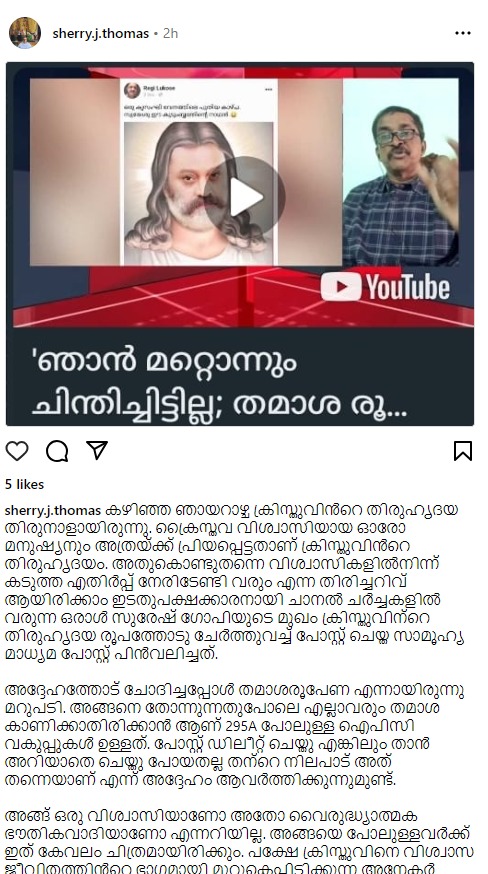 sherry.j.thomas • 2h
Regi Lukose
ഒരു കൂട്ടം
YouTube
'ഞാൻ മറ്റൊന്നും
ചിന്തിച്ചിട്ടില്ല; തമാശ രൂ...
5 likes
sherry.j.thomas കഴിഞ്ഞ ഞായറാഴ്ച ക്രിസ്തുവിൻറെ തിരുഹൃദയ
തിരുനാളായിരുന്നു. ക്രൈസ്തവ വിശ്വാസിയായ ഓരോ
മനുഷ്യനും അത്രയ്ക്ക് പ്രിയപ്പെട്ടതാണ് ക്രിസ്തുവിൻറെ
തിരുഹൃദയം. അതുകൊണ്ടുതന്നെ വിശ്വാസികളിൽനിന്ന്
കടുത്ത എതിർപ്പ് നേരിടേണ്ടി വരും എന്ന തിരിച്ചറിവ്
ആയിരിക്കാം ഇടതുപക്ഷക്കാരനായി ചാനൽ ചർച്ചകളിൽ
വരുന്ന ഒരാൾ സുരേഷ് ഗോപിയുടെ മുഖം ക്രിസ്തുവിന്റെ
തിരുഹൃദയ രൂപത്തോടു ചേർത്തുവച്ച് പോസ്റ്റ് ചെയ്ത സാമൂഹ്യ
മാധ്യമ പോസ്റ്റ് പിൻവലിച്ചത്.
അദ്ദേഹത്തോട് ചോദിച്ചപ്പോൾ തമാശരൂപേണ എന്നായിരുന്നു
മറുപടി. അങ്ങനെ തോന്നുന്നതുപോലെ എല്ലാവരും തമാശ
കാണിക്കാതിരിക്കാൻ ആണ് 295A പോലുള്ള ഐപിസി
വകുപ്പുകൾ ഉള്ളത്. പോസ്റ്റ് ഡിലീറ്റ് ചെയ്തു എങ്കിലും താൻ
അറിയാതെ ചെയ്തു പോയതല്ല തന്റെ നിലപാട് അത്
തന്നെയാണ് എന്ന് അദ്ദേഹം ആവർത്തിക്കുന്നുമുണ്ട്.
അങ്ങ് ഒരു വിശ്വാസിയാണോ അതോ വൈരുദ്ധ്യാത്മക
ഭൗതികവാദിയാണോ എന്നറിയില്ല. അങ്ങയെ പോലുള്ളവർക്ക്
ഇത് കേവലം ചിത്രമായിരിക്കും. പക്ഷേ ക്രിസ്തുവിനെ വിശ്വാസ
ജീവിതത്തിൻറെ ഭാഗമായി മുറുകെപിടിക്കുന്ന അനേകർ